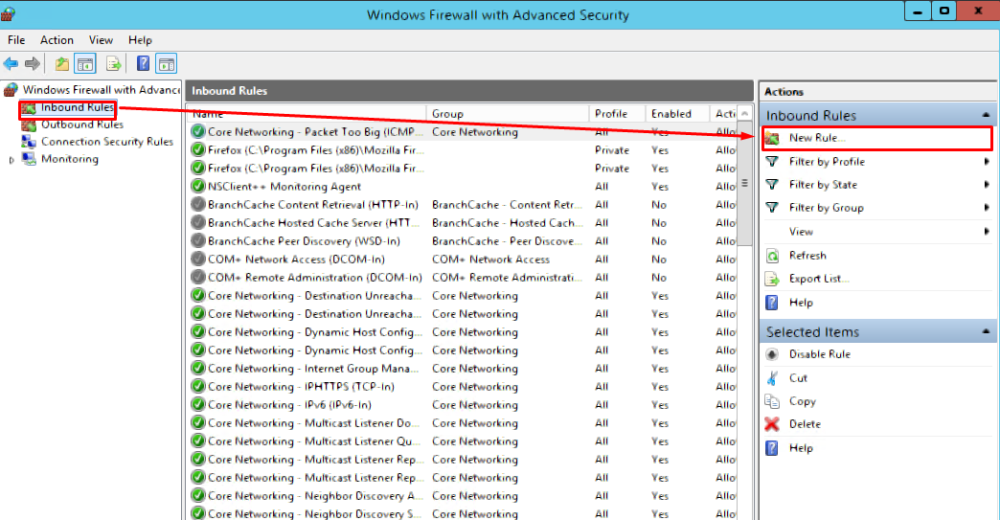 Windows Firewall with Advanced Security
File Action View Help
Windows Firewall with Advance
Inbound Rules
Outbound Rules
Connection Security Rules
Monitoring
Inbound Rules
Name Group Profile Enabled Acti
Core Networking - Packet Too Big (ICMP... Core Networking All Yes Allo
Firefox (C:\Program Files (x86)\Mozilla Fir... Private Yes Allo
Firefox (C:\Program Files (x86)\Mozilla Fir... Private Yes Allo
NSClient++ Monitoring Agent All Yes Allo
BranchCache Content Retrieval (HTTP-In) BranchCache - Content Retr... All No Allo
BranchCache Hosted Cache Server (HTT... BranchCache - Hosted Cach... All No Allo
BranchCache Peer Discovery (WSD-In) BranchCache - Peer Discove... All No Allo
COM+ Network Access (DCOM-In) COM+ Network Access All No Allo
COM+ Remote Administration (DCOM-In) COM+ Remote Administrati... All No Allo
Core Networking - Destination Unreacha... Core Networking All Yes Allo
Core Networking - Destination Unreacha... Core Networking All Yes Allo
Core Networking - Dynamic Host Config... Core Networking All Yes Allo
Core Networking - Dynamic Host Config... Core Networking All Yes Allo
Core Networking - Internet Group Mana... Core Networking All Yes Allo
Core Networking - IPHTTPS (TCP-In) Core Networking All Yes Allo
Core Networking - IPv6 (IPv6-In) Core Networking All Yes Allo
Core Networking - Multicast Listener Do... Core Networking All Yes Allo
Core Networking - Multicast Listener Qu... Core Networking All Yes Allo
Core Networking - Multicast Listener Rep... Core Networking All Yes Allo
Core Networking - Multicast Listener Rep... Core Networking All Yes Allo
Core Networking - Neighbor Discovery A... Core Networking All Yes Allo
Core Networking - Neighbor Discovery S... Core Networking All Yes Allo
Actions
Inbound Rules
New Rule...
Filter by Profile
Filter by State
Filter by Group
View
Refresh
Export List...
Help
Selected Items
Disable Rule
Cut
Copy
Delete
Help